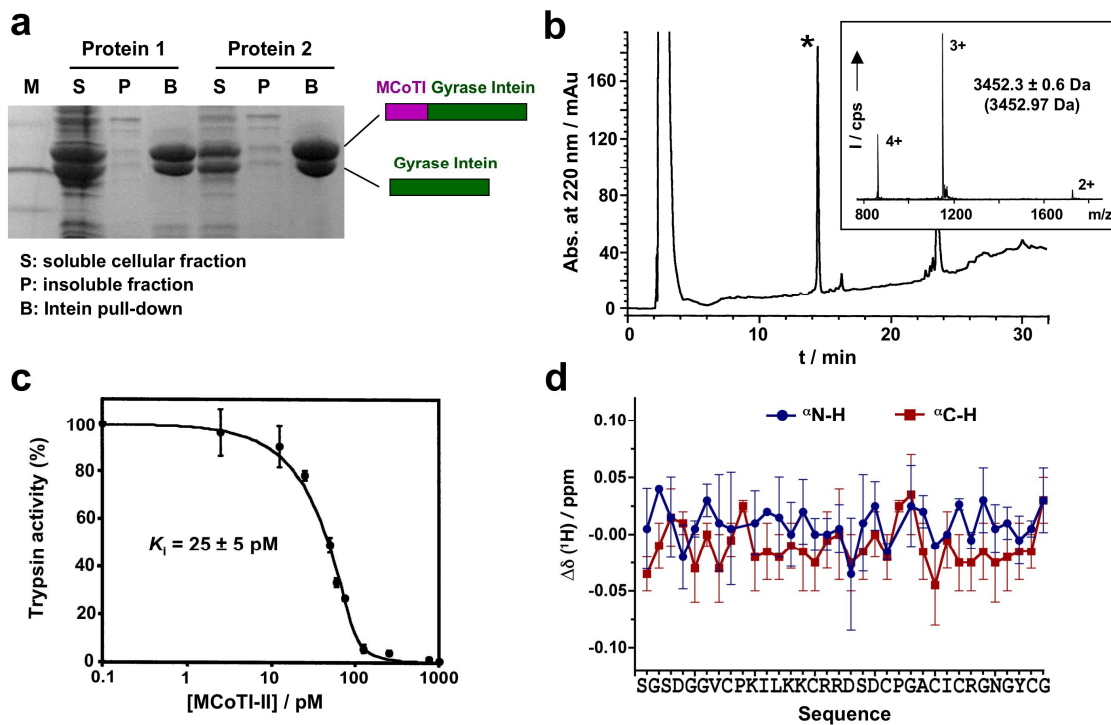 a
Protein 1 Protein 2
M S P B S P B
MCoTI Gyrase Intein
Gyrase Intein
S: soluble cellular fraction
P: insoluble fraction
B: Intein pull-down
b
Abs. at 220 nm / mAu
160
120
80
40
0
0 10 20 30
t / min
*
I / cps
4+
3+
2+
3452.3 ± 0.6 Da
(3452.97 Da)
800 1200 1600 m/z
c
Trypsin activity (%)
100
80
60
40
20
0
Ki = 25 ± 5 pM
0.1 1 10 100 1000
[MCoTI-II] / pM
d
αN-H αC-H
Δδ (¹H) / ppm
0.10
0.05
0.00
-0.05
-0.10
SGSDGGVCPKILKKCRRDSDCPGACICRGNGYCG
Sequence